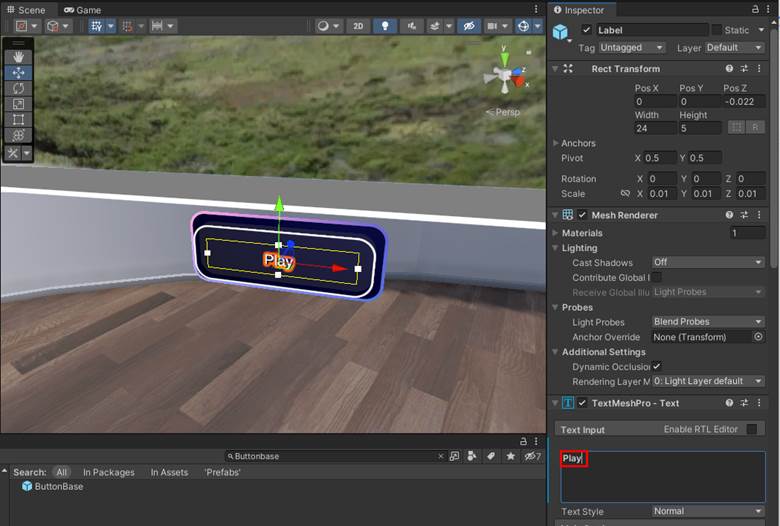 Scene Game
2D
y
z
x
Persp
Play
Buttonbase
7
Search: All In Packages In Assets 'Prefabs'
ButtonBase
Inspector
Label Static
Tag Untagged Layer Default
Rect Transform
Pos X Pos Y Pos Z
0 0 -0.022
Width Height
24 5
R
Anchors
Pivot X 0.5 Y 0.5
Rotation X 0 Y 0 Z 0
Scale X 0.01 Y 0.01 Z 0.01
Mesh Renderer
Materials 1
Lighting
Cast Shadows Off
Contribute Global I
Receive Global Illu Light Probes
Probes
Light Probes Blend Probes
Anchor Override None (Transform)
Additional Settings
Dynamic Occlusion
Rendering Layer M 0: Light Layer default
T TextMeshPro - Text
Text Input Enable RTL Editor
Play
Text Style Normal